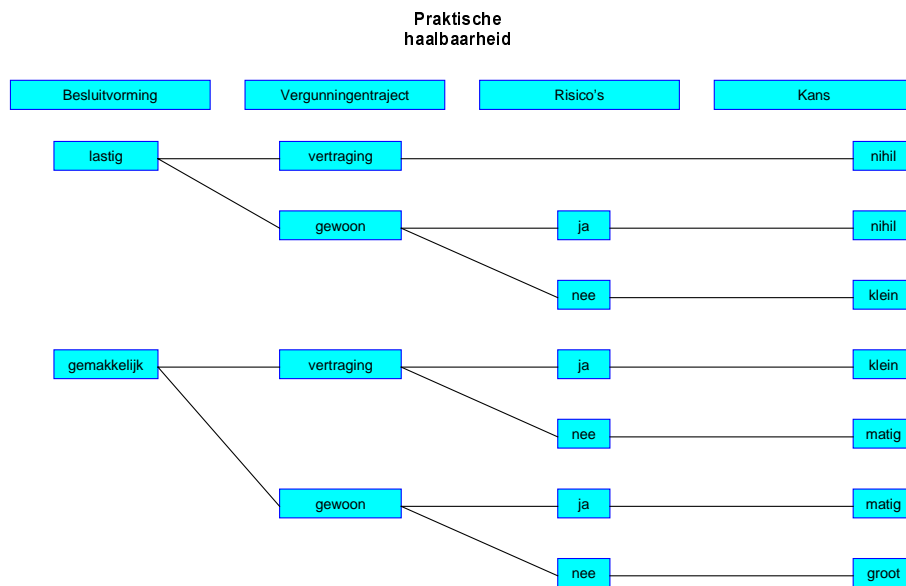 Praktische
haalbaarheid
Besluitvorming Vergunningentraject Risico's Kans
lastig vertraging nihil
gewoon ja nihil
nee klein
gemakkelijk vertraging ja klein
nee matig
gewoon ja matig
nee groot